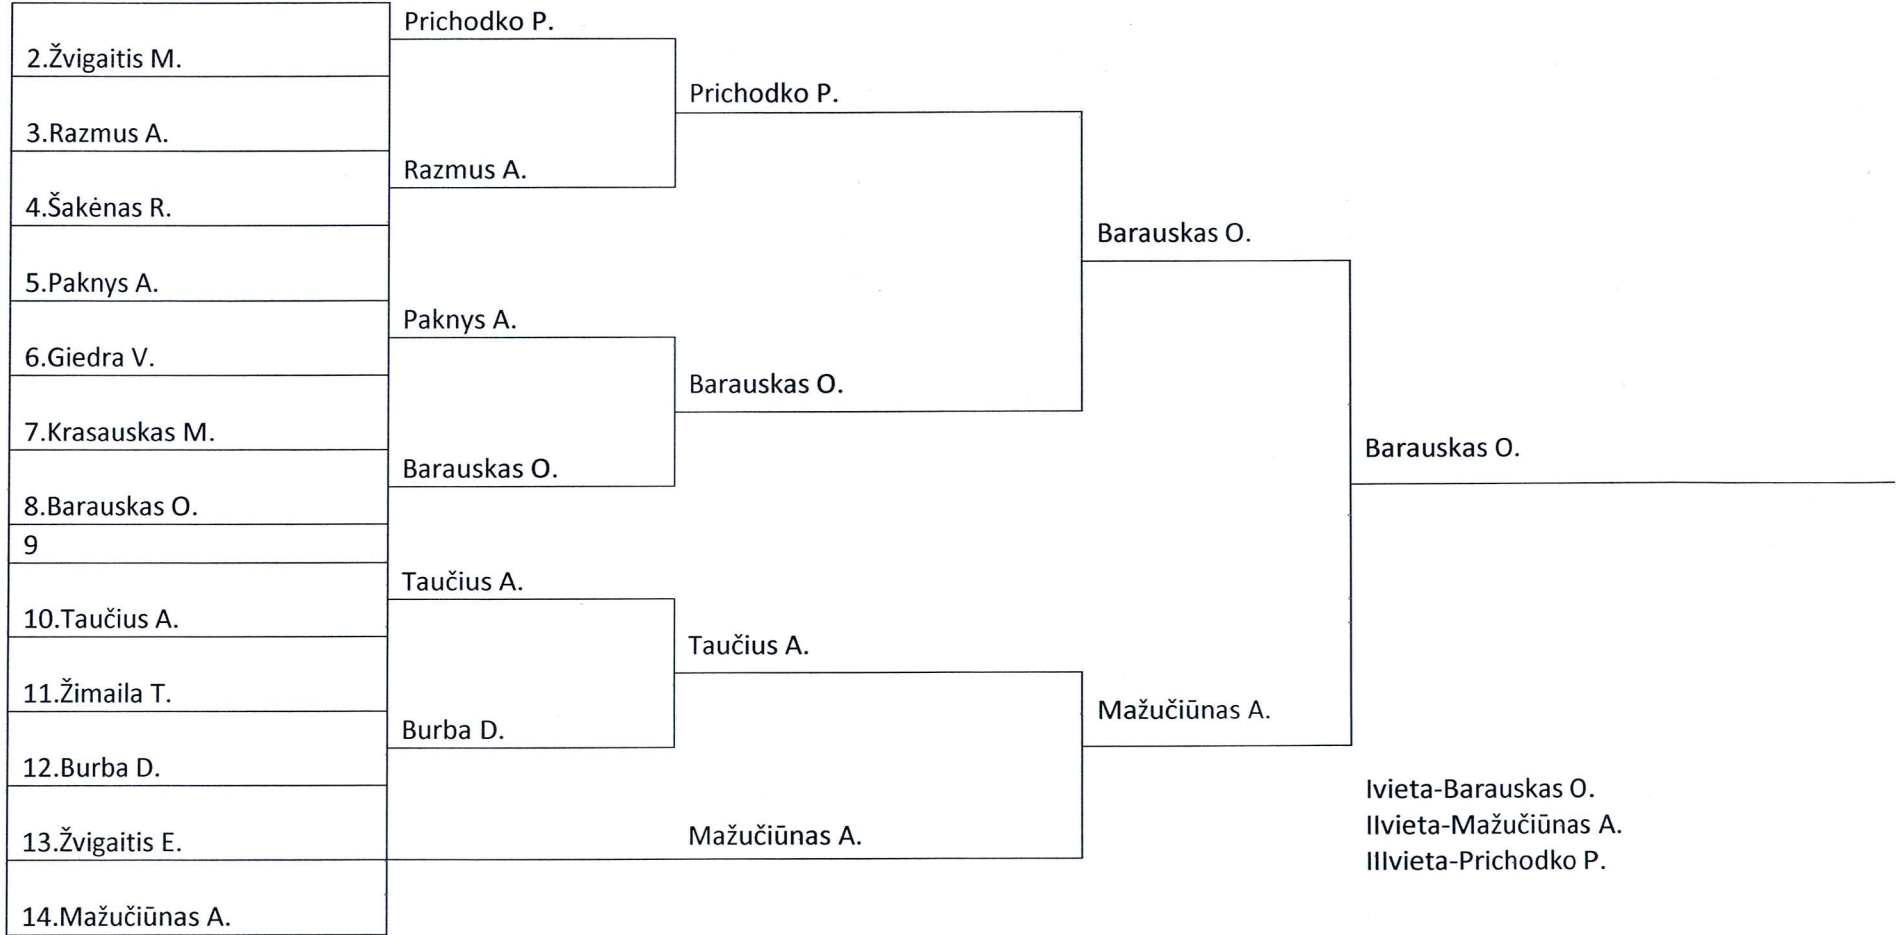 Prichodko P.
2.Žvigaitis M.
Prichodko P.
3.Razmus A.
Razmus A.
4.Šakėnas R.
Barauskas O.
5.Paknys A.
Paknys A.
6.Giedra V.
Barauskas O.
7.Krasauskas M.
Barauskas O.
Barauskas O.
8.Barauskas O.
9
Taučius A.
10.Taučius A.
Taučius A.
11.Žimaila T.
Mažučiūnas A.
Burba D.
12.Burba D.
Ivieta-Barauskas O.
IIvieta-Mažučiūnas A.
13.Žvigaitis E.
Mažučiūnas A.
IIIvieta-Prichodko P.
14.Mažučiūnas A.